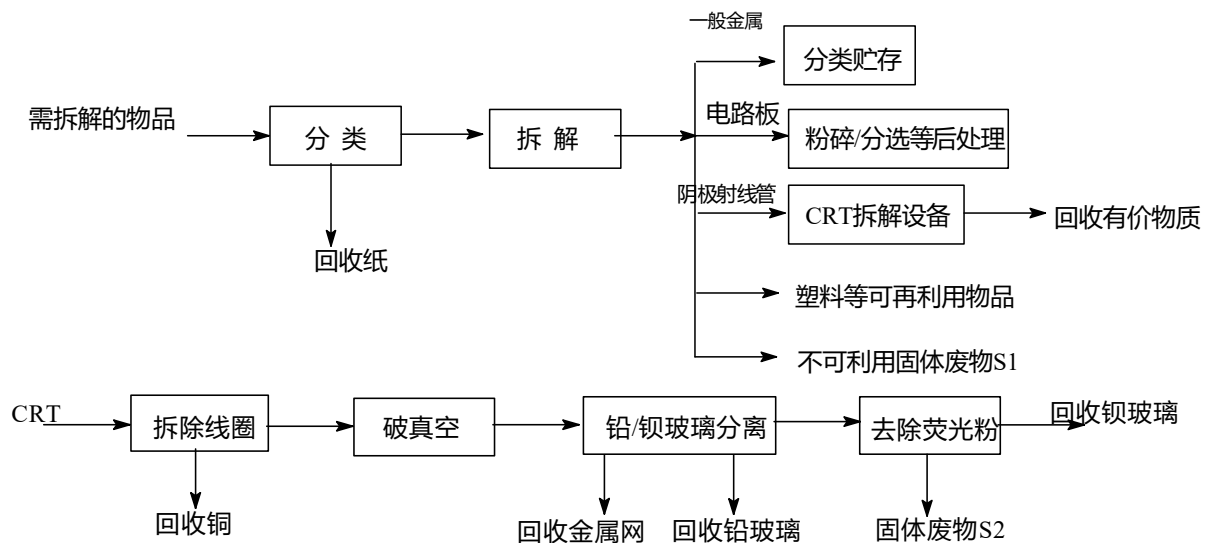 一般金属
分类贮存
需拆解的物品
分 类
拆 解
电路板
粉碎/分选等后处理
阴极射线管
CRT拆解设备
回收有价物质
回收纸
塑料等可再利用物品
不可利用固体废物S1
CRT
拆除线圈
破真空
铅/钡玻璃分离
去除荧光粉
回收钡玻璃
回收铜
回收金属网
回收铅玻璃
固体废物S2